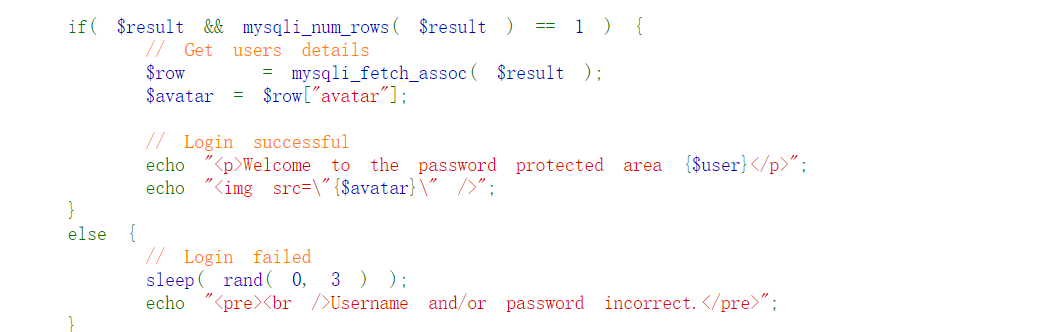 if( $result && mysqli_num_rows( $result ) == 1 ) {
// Get users details
$row = mysqli_fetch_assoc( $result );
$avatar = $row["avatar"];
// Login successful
echo "<p>Welcome to the password protected area {$user}</p>";
echo "<img src=\"{$avatar}\" />";
}
else {
// Login failed
sleep( rand( 0, 3 ) );
echo "<pre><br />Username and/or password incorrect.</pre>";
}